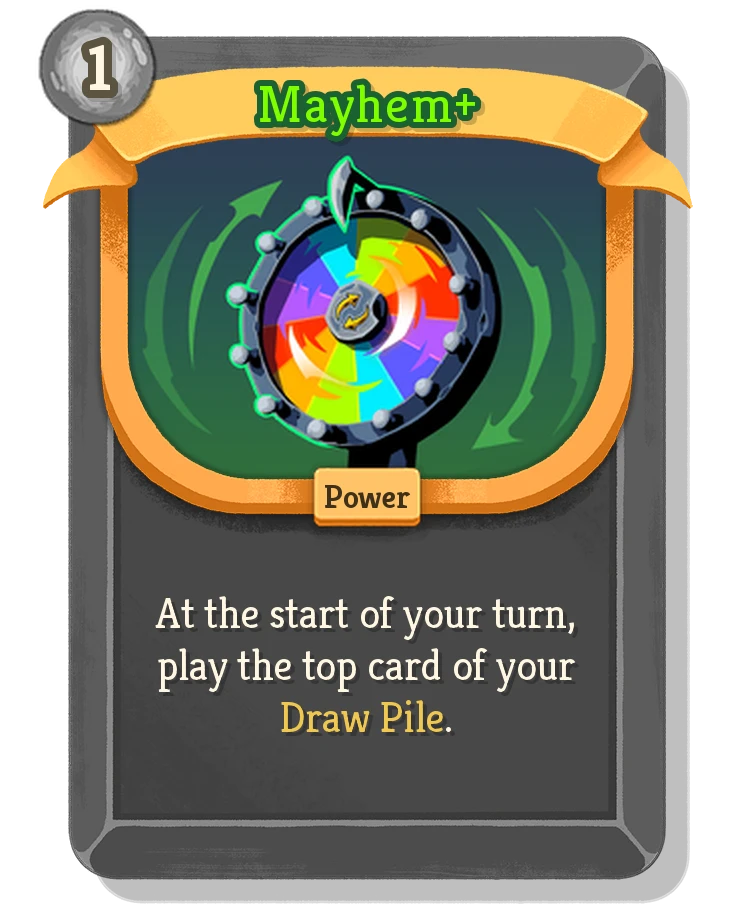 1
Mayhem+
Power
At the start of your turn,
play the top card of your
Draw Pile.